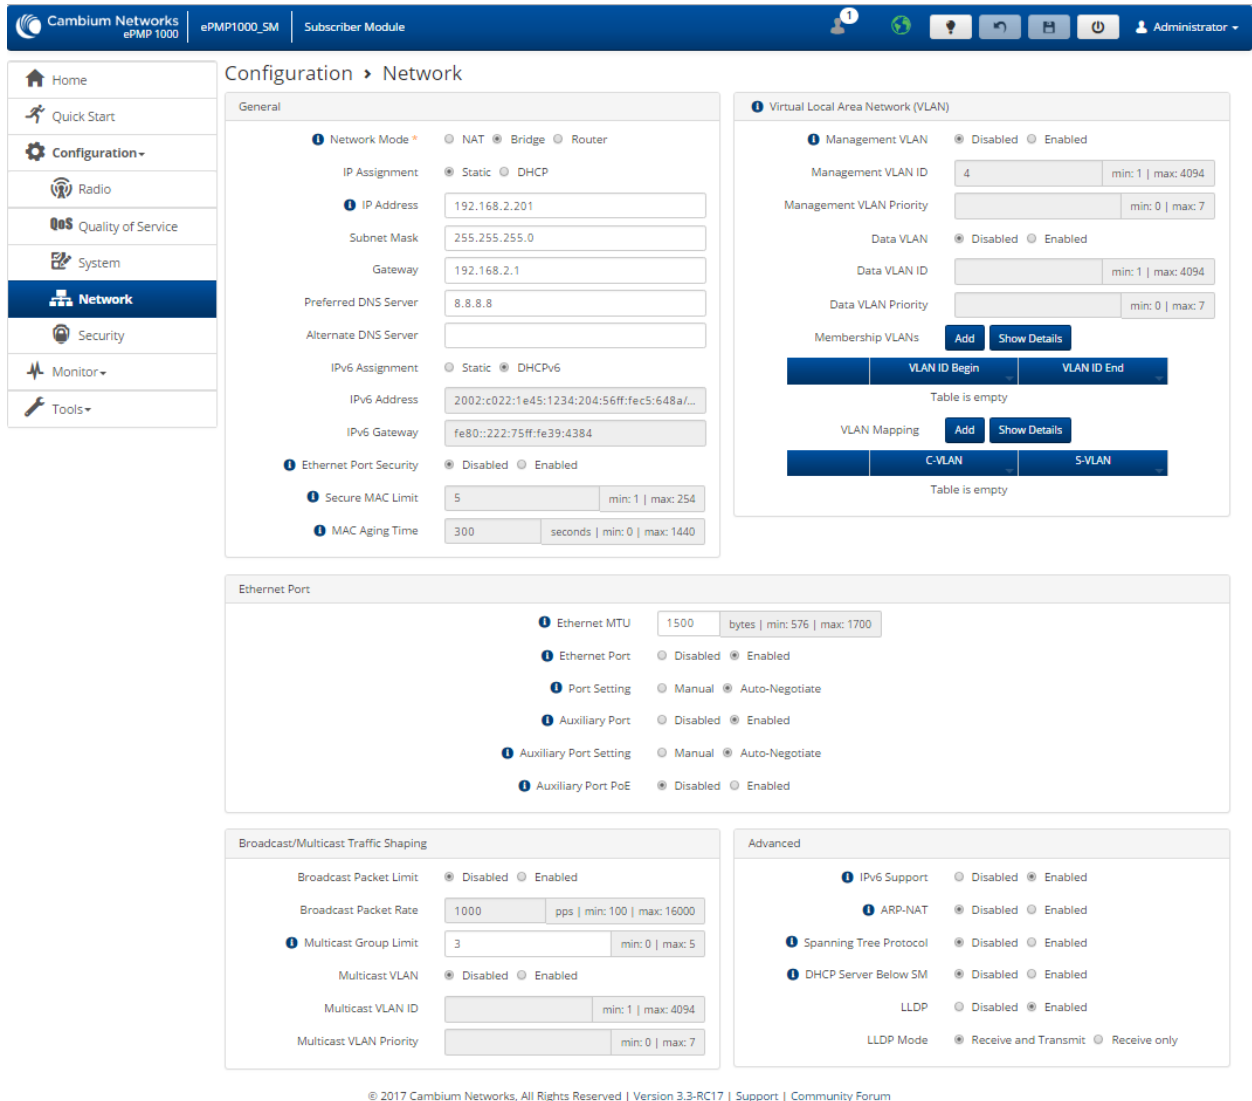 Cambium Networks
ePMP 1000
ePMP1000_SM
Subscriber Module
1
Administrator
Home
Quick Start
Configuration
Radio
QoS Quality of Service
System
Network
Security
Monitor
Tools
Configuration > Network
General
Network Mode * NAT Bridge Router
IP Assignment Static DHCP
IP Address 192.168.2.201
Subnet Mask 255.255.255.0
Gateway 192.168.2.1
Preferred DNS Server 8.8.8.8
Alternate DNS Server
IPv6 Assignment Static DHCPv6
IPv6 Address 2002:c022:1e45:1234:204:56ff:fec5:648a/...
IPv6 Gateway fe80::222:75ff:fe39:4384
Ethernet Port Security Disabled Enabled
Secure MAC Limit 5 min: 1 | max: 254
MAC Aging Time 300 seconds | min: 0 | max: 1440
Virtual Local Area Network (VLAN)
Management VLAN Disabled Enabled
Management VLAN ID 4 min: 1 | max: 4094
Management VLAN Priority min: 0 | max: 7
Data VLAN Disabled Enabled
Data VLAN ID min: 1 | max: 4094
Data VLAN Priority min: 0 | max: 7
Membership VLANs Add Show Details
VLAN ID Begin VLAN ID End
Table is empty
VLAN Mapping Add Show Details
C-VLAN S-VLAN
Table is empty
Ethernet Port
Ethernet MTU 1500 bytes | min: 576 | max: 1700
Ethernet Port Disabled Enabled
Port Setting Manual Auto-Negotiate
Auxiliary Port Disabled Enabled
Auxiliary Port Setting Manual Auto-Negotiate
Auxiliary Port PoE Disabled Enabled
Broadcast/Multicast Traffic Shaping
Broadcast Packet Limit Disabled Enabled
Broadcast Packet Rate 1000 pps | min: 100 | max: 16000
Multicast Group Limit 3 min: 0 | max: 5
Multicast VLAN Disabled Enabled
Multicast VLAN ID min: 1 | max: 4094
Multicast VLAN Priority min: 0 | max: 7
Advanced
IPv6 Support Disabled Enabled
ARP-NAT Disabled Enabled
Spanning Tree Protocol Disabled Enabled
DHCP Server Below SM Disabled Enabled
LLDP Disabled Enabled
LLDP Mode Receive and Transmit Receive only
© 2017 Cambium Networks, All Rights Reserved | Version 3.3-RC17 | Support | Community Forum